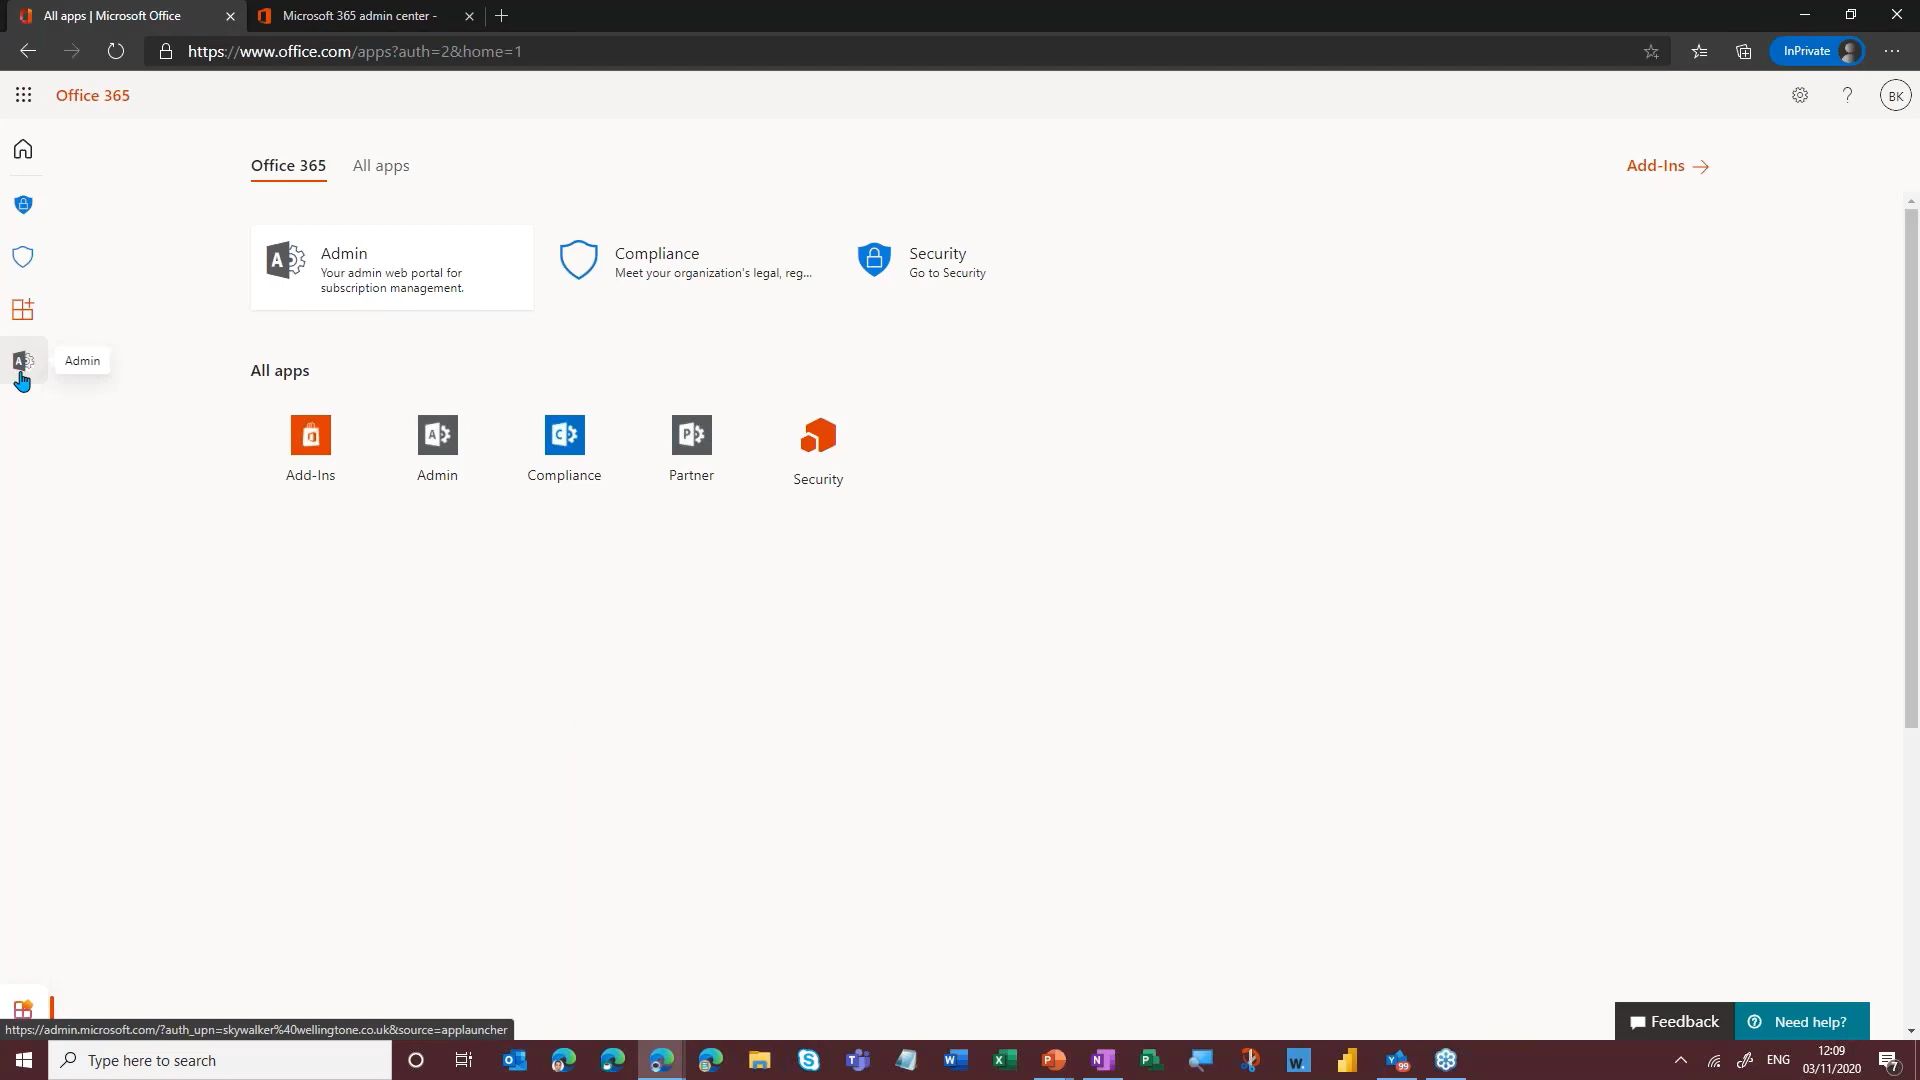 All apps | Microsoft Office
Microsoft 365 admin center -
https://www.office.com/apps?auth=2&home=1
InPrivate
Office 365
?
BK
Office 365
All apps
Add-Ins
Admin
Your admin web portal for
subscription management.
Compliance
Meet your organization's legal, reg...
Security
Go to Security
Admin
All apps
Add-Ins
Admin
Compliance
Partner
Security
Feedback
Need help?
https://admin.microsoft.com/?auth_upn=skywalker%40wellingtone.co.uk&source=applauncher
Type here to search
99
ENG
12:09
03/11/2020
7